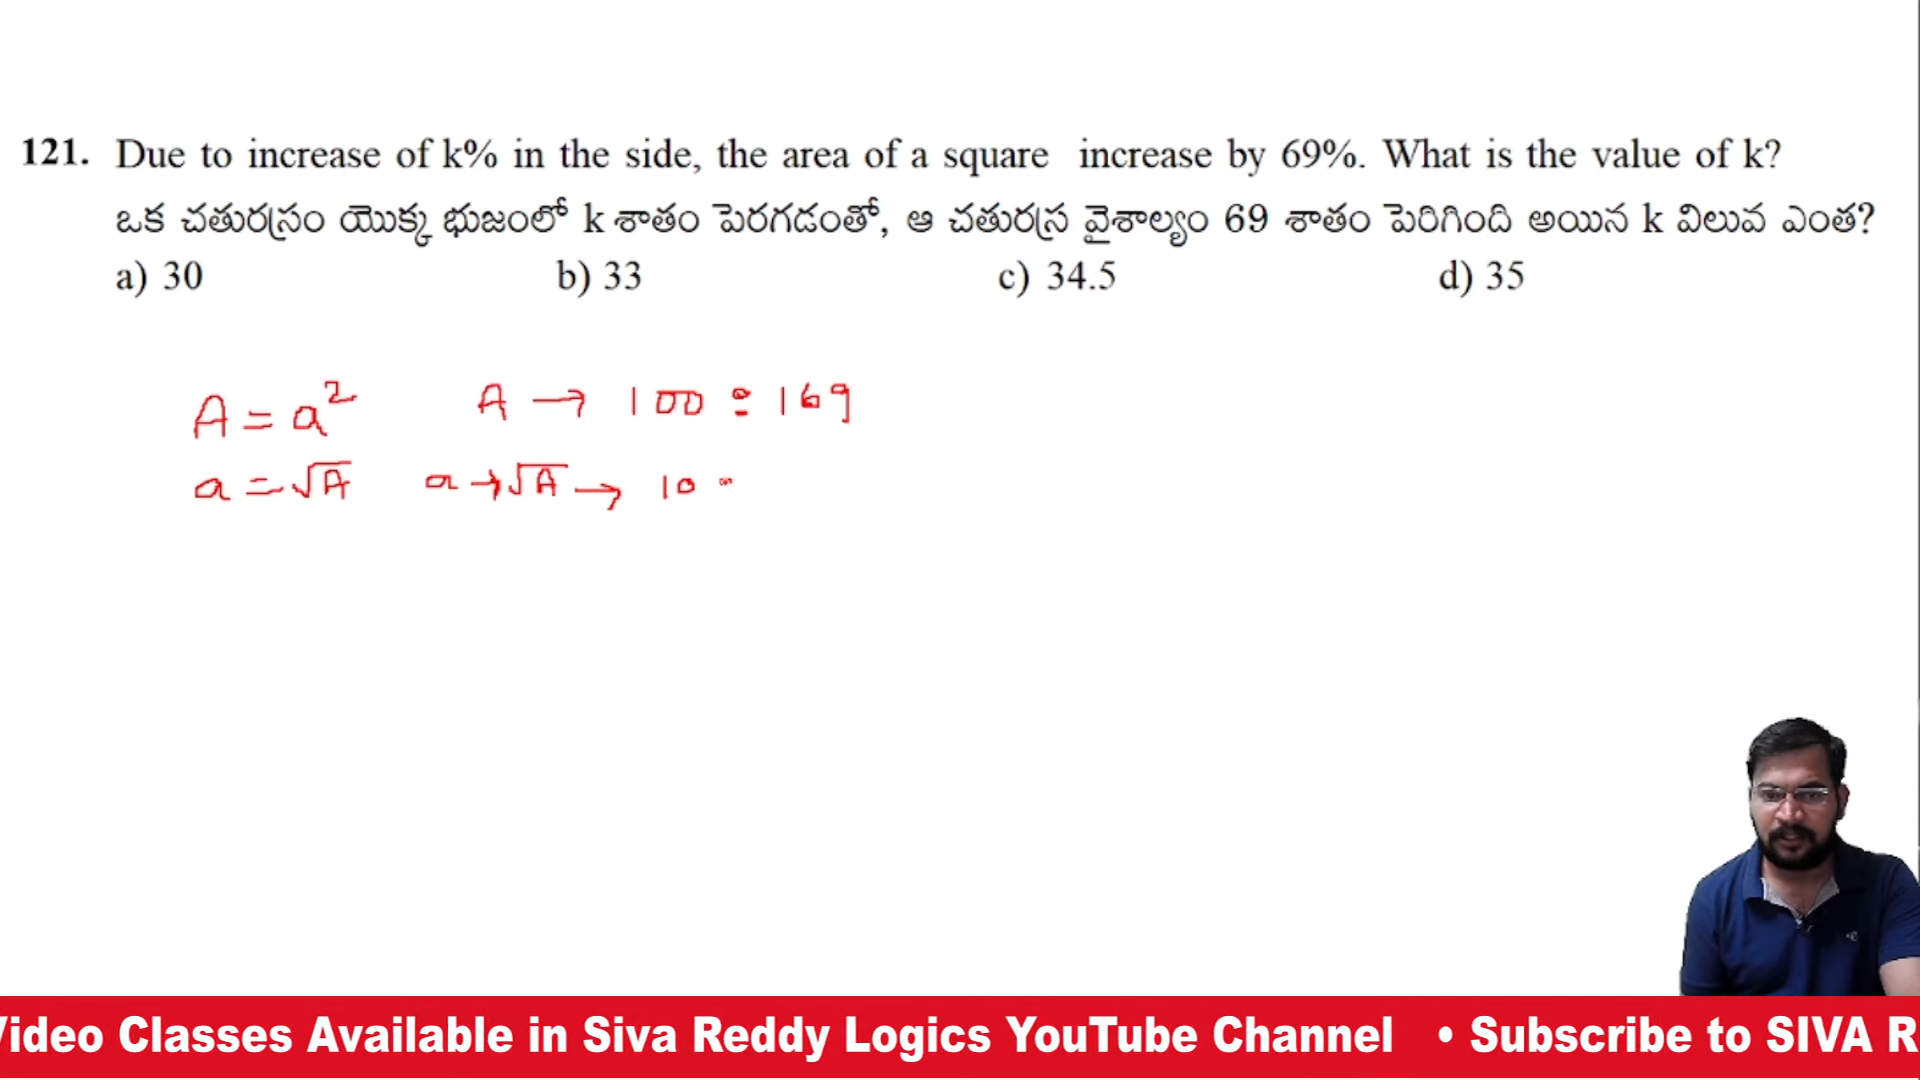 121. Due to increase of k% in the side, the area of a square increase by 69%. What is the value of k?
ఒక చతురస్రం యొక్క భుజంలో k శాతం పెరగడంతో, ఆ చతురస్ర వైశాల్యం 69 శాతం పెరిగింది అయిన k విలువ ఎంత?
a) 30 b) 33 c) 34.5 d) 35
A = a² A → 100 : 169
a = √A a → √A → 10 :
Video Classes Available in Siva Reddy Logics YouTube Channel • Subscribe to SIVA R